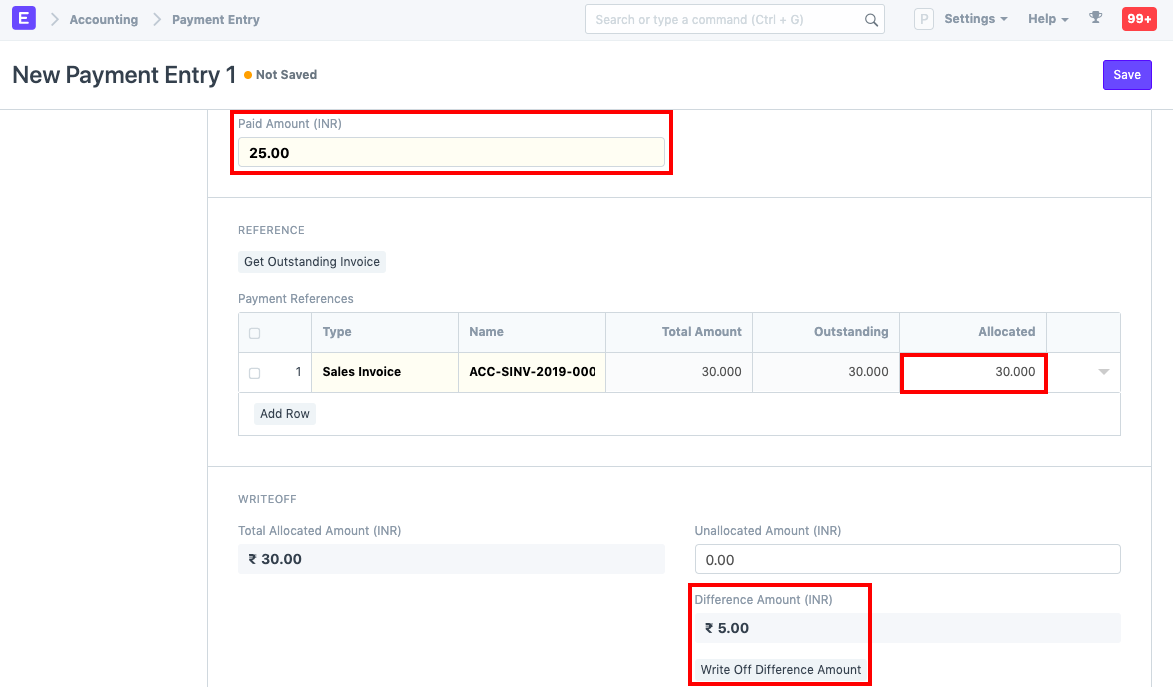 E Accounting Payment Entry Search or type a command (Ctrl + G) P Settings Help 99+
New Payment Entry 1 Not Saved Save
Paid Amount (INR)
25.00
REFERENCE
Get Outstanding Invoice
Payment References
Type Name Total Amount Outstanding Allocated
1 Sales Invoice ACC-SINV-2019-000 30.000 30.000 30.000
Add Row
WRITEOFF
Total Allocated Amount (INR) Unallocated Amount (INR)
₹ 30.00 0.00
Difference Amount (INR)
₹ 5.00
Write Off Difference Amount